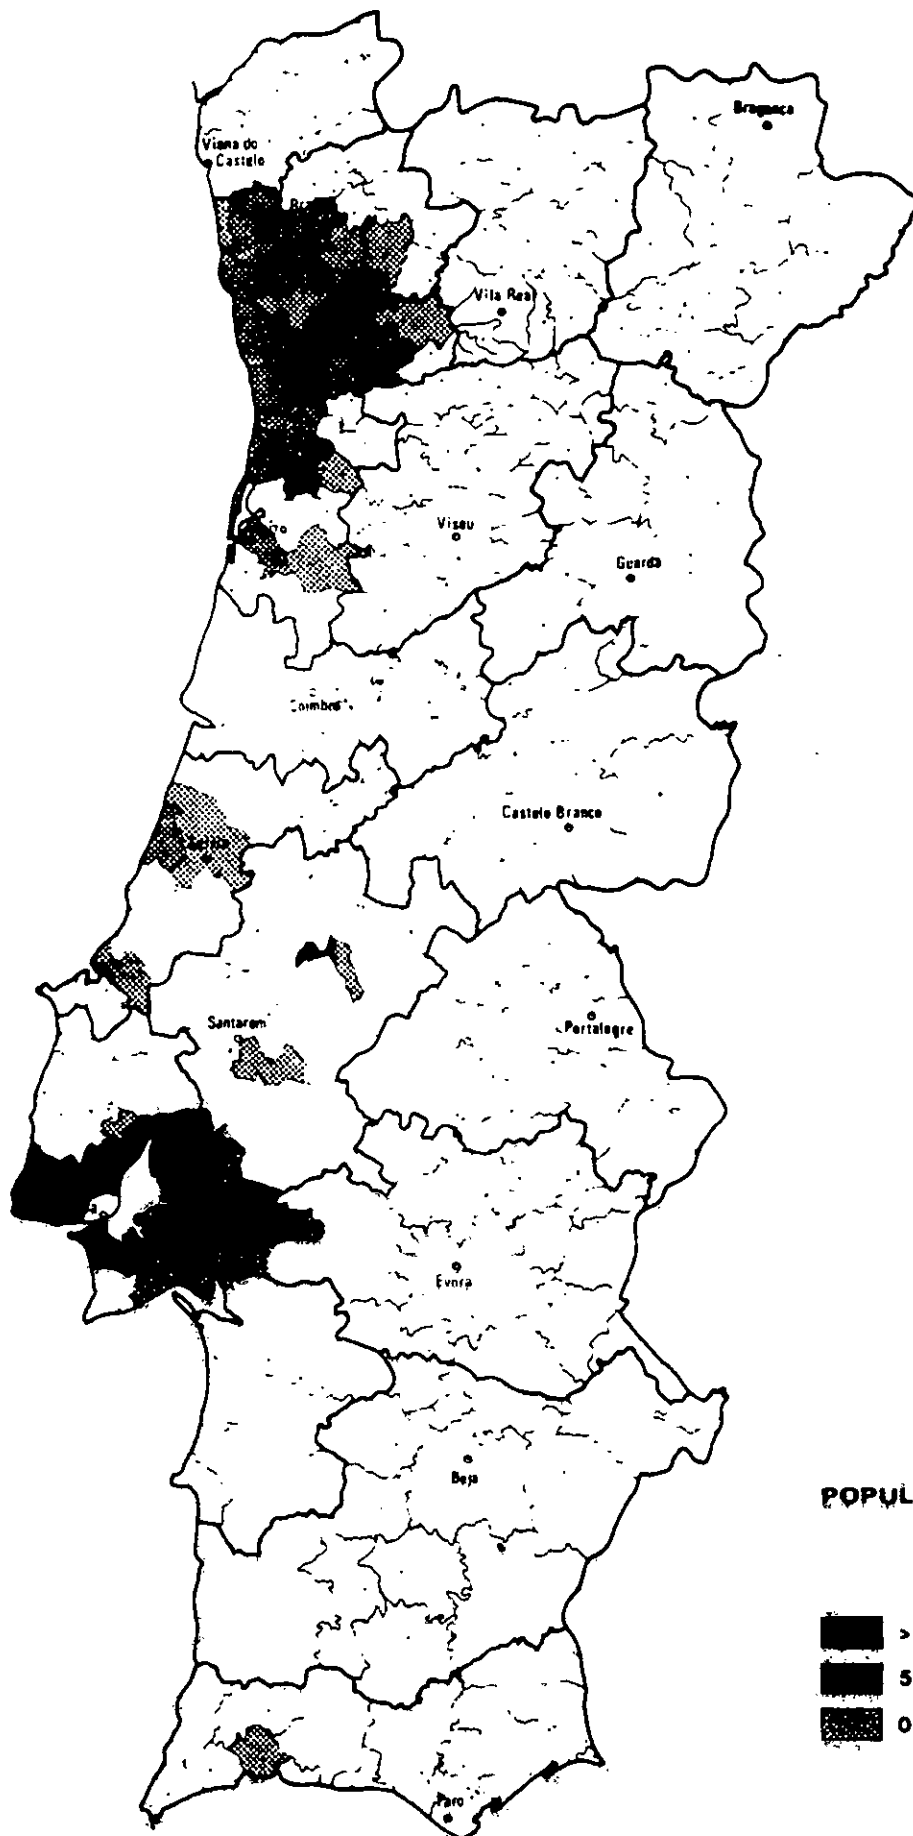 Bragança
Viana do
Castelo
Vila Real
Viseu
Guarda
Coimbra
Castelo Branco
Santarem
Portalegre
Evora
Beja
POPUL
>
5
0
Faro